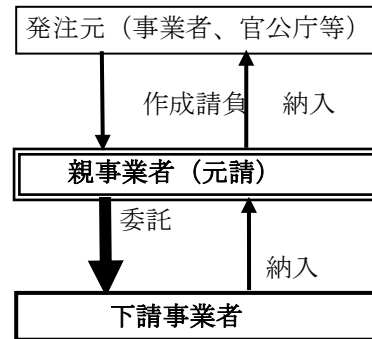 発注元（事業者、官公庁等）
作成請負　納入
親事業者（元請）
委託
納入
下請事業者